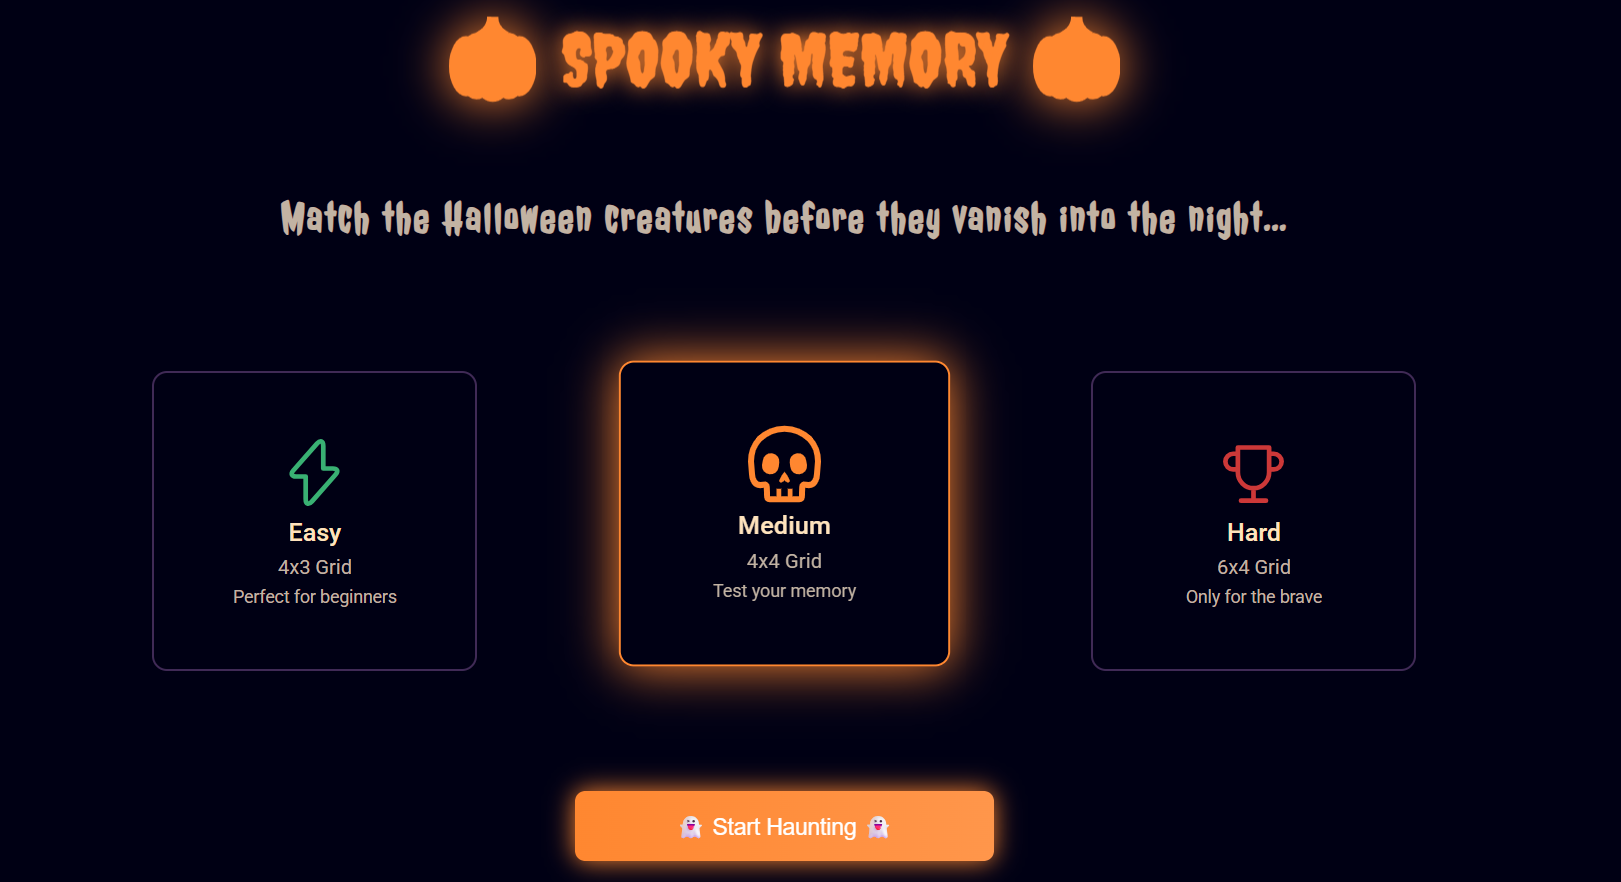 SPOOKY MEMORY
Match the Halloween creatures before they vanish into the night...
Easy
4x3 Grid
Perfect for beginners
Medium
4x4 Grid
Test your memory
Hard
6x4 Grid
Only for the brave
👻 Start Haunting 👻